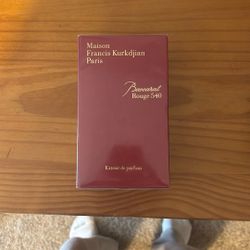 Maison
Francis Kurkdjian
Paris
Baccarat
Rouge 540
Extrait de parfum